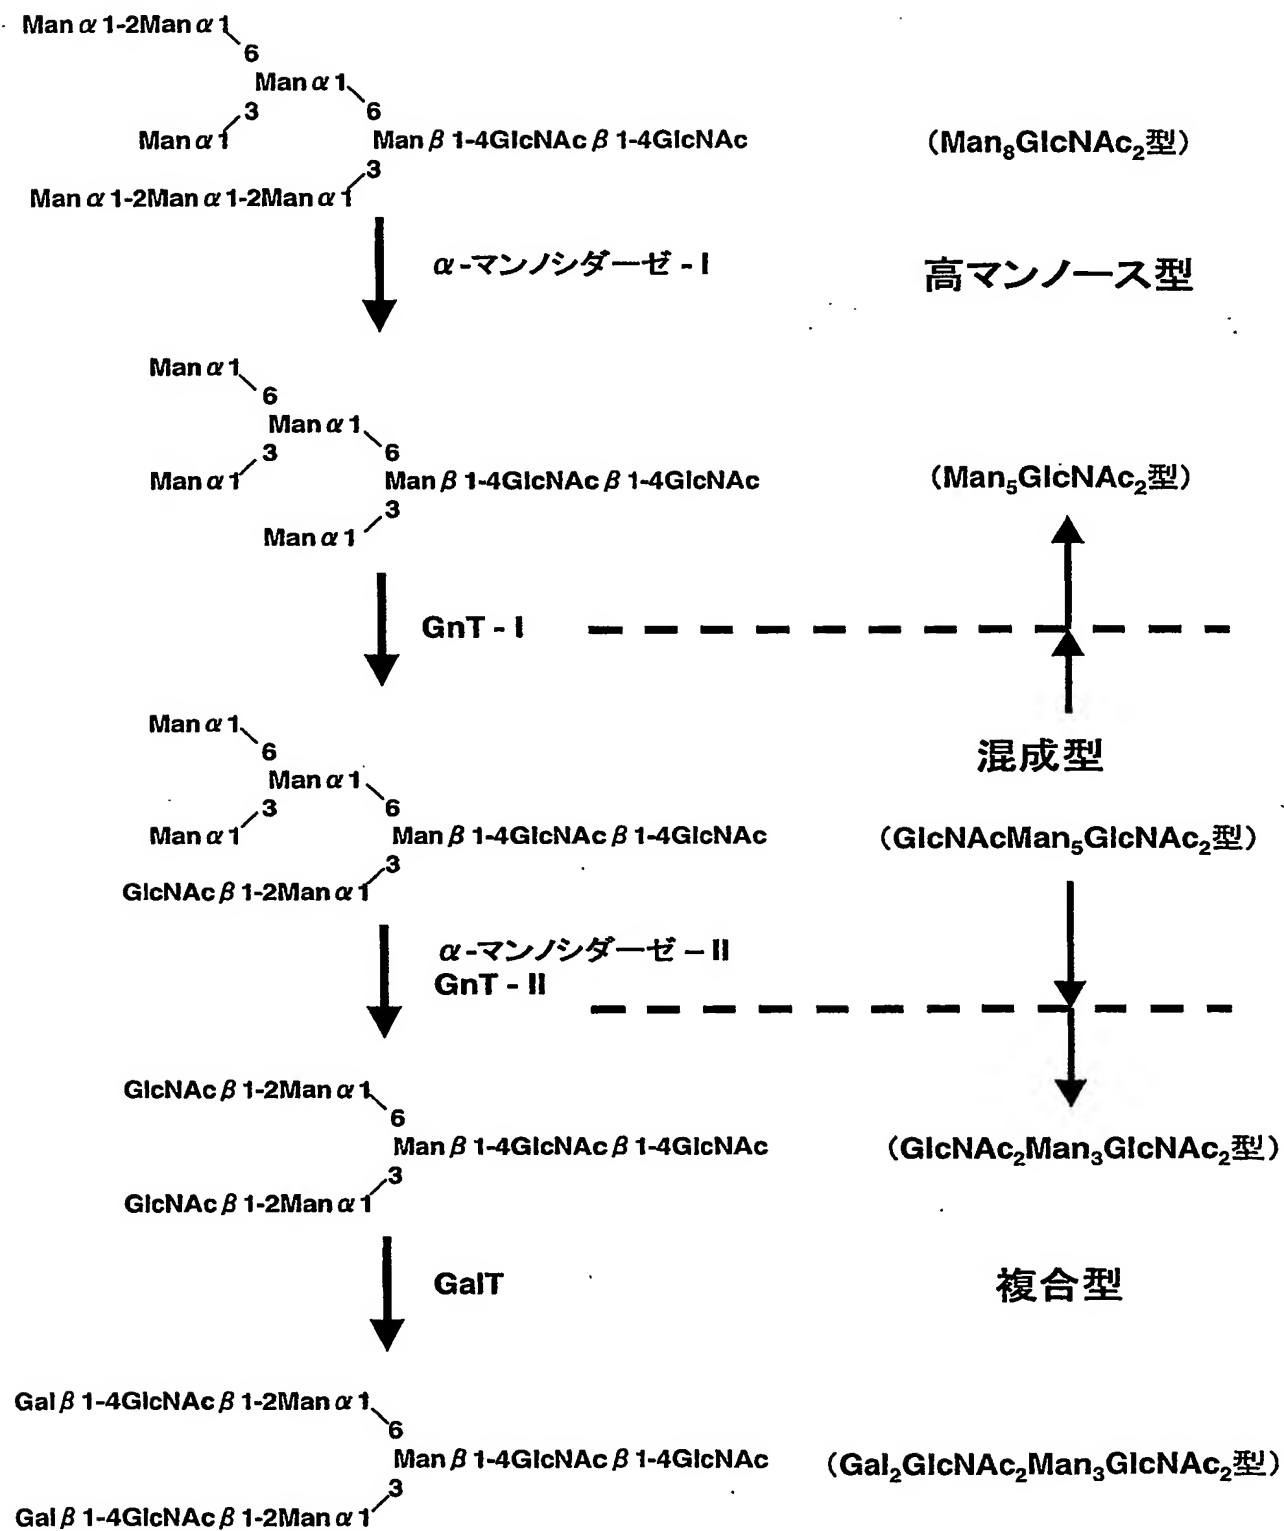 Man α 1-2Man α 1
6
Man α 1
3
6
Man α 1
Man β 1-4GlcNAc β 1-4GlcNAc
(Man8GlcNAc2型)
3
Man α 1-2Man α 1-2Man α 1
α-マンノシダーゼ - I
高マンノース型
Man α 1
6
Man α 1
3
6
Man α 1
Man β 1-4GlcNAc β 1-4GlcNAc
(Man5GlcNAc2型)
3
Man α 1
GnT - I
Man α 1
6
混成型
Man α 1
3
6
Man α 1
Man β 1-4GlcNAc β 1-4GlcNAc
(GlcNAcMan5GlcNAc2型)
3
GlcNAc β 1-2Man α 1
α-マンノシダーゼ – II
GnT - II
GlcNAc β 1-2Man α 1
6
Man β 1-4GlcNAc β 1-4GlcNAc
(GlcNAc2Man3GlcNAc2型)
3
GlcNAc β 1-2Man α 1
GalT
複合型
Gal β 1-4GlcNAc β 1-2Man α 1
6
Man β 1-4GlcNAc β 1-4GlcNAc
(Gal2GlcNAc2Man3GlcNAc2型)
3
Gal β 1-4GlcNAc β 1-2Man α 1